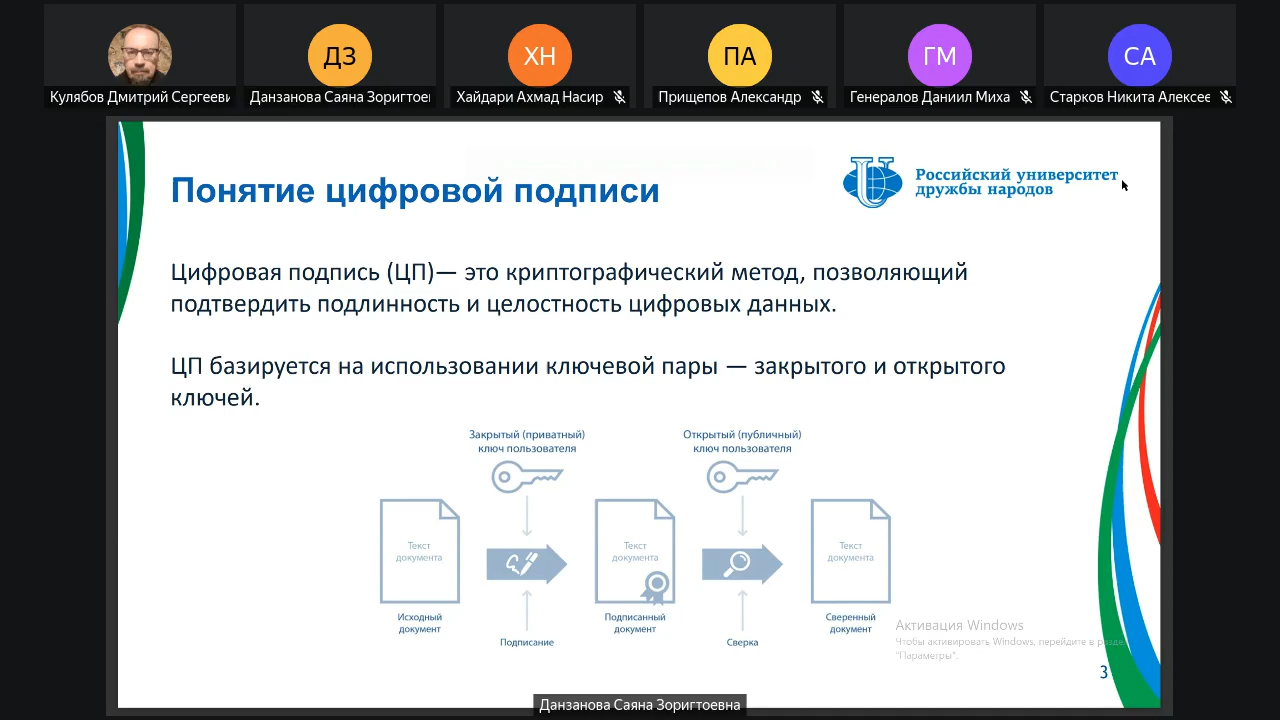 ДЗ
ХН
ПА
ГМ
СА
Кулябов Дмитрий Сергееви
Данзанова Саяна Зоригтоев
Хайдари Ахмад Насир
Прищепов Александр
Генералов Даниил Миха
Старков Никита Алексее
Понятие цифровой подписи
Российский университет
дружбы народов
Цифровая подпись (ЦП)— это криптографический метод, позволяющий
подтвердить подлинность и целостность цифровых данных.
ЦП базируется на использовании ключевой пары — закрытого и открытого
ключей.
Закрытый (приватный)
ключ пользователя
Открытый (публичный)
ключ пользователя
Текст
документа
Текст
документа
Текст
документа
Исходный
документ
Подписание
Подписанный
документ
Сверка
Сверенный
документ
Активация Windows
Чтобы активировать Windows, перейдите в раздел
"Параметры".
3
Данзанова Саяна Зоригтоевна